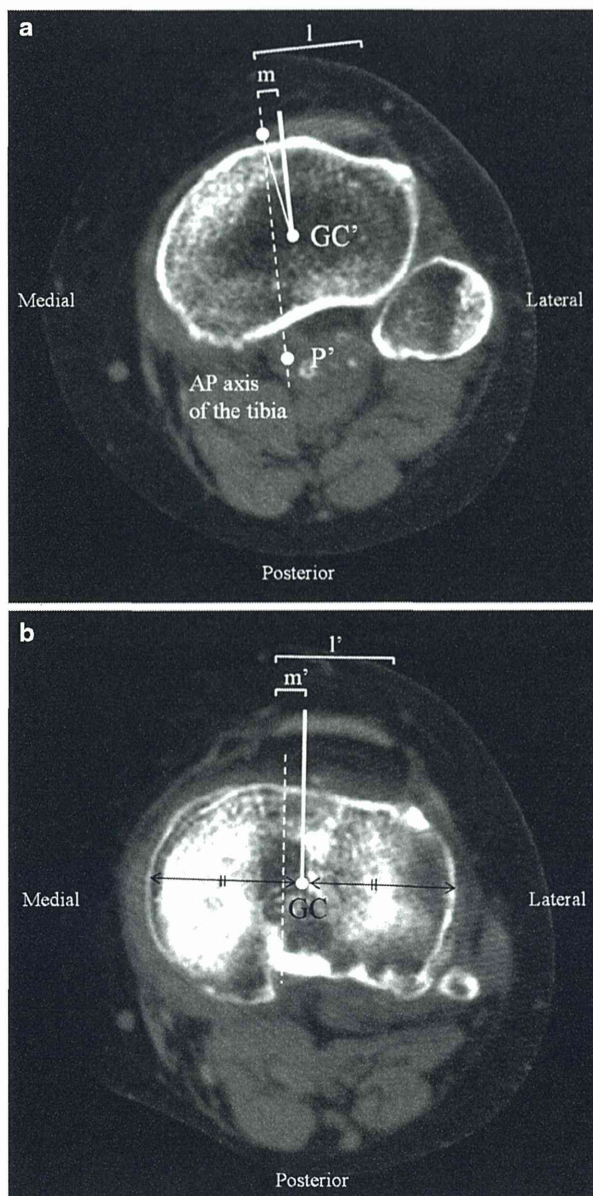 a
l
m
GC'
Medial
Lateral
P'
AP axis
of the tibia
Posterior
b
l'
m'
GC
Medial
Lateral
Posterior